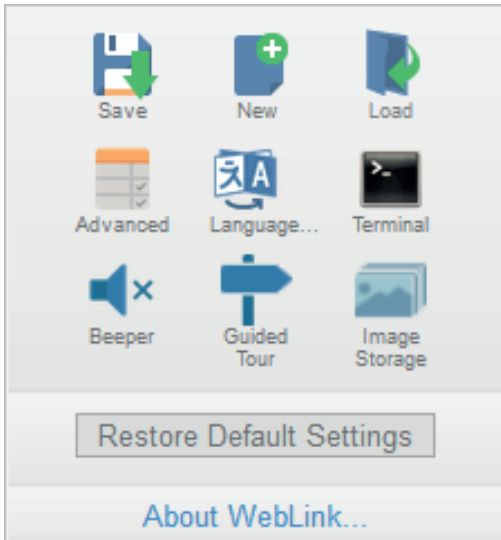 Save New Load
Advanced Language... Terminal
Beeper Guided Tour Image Storage
Restore Default Settings
About WebLink...